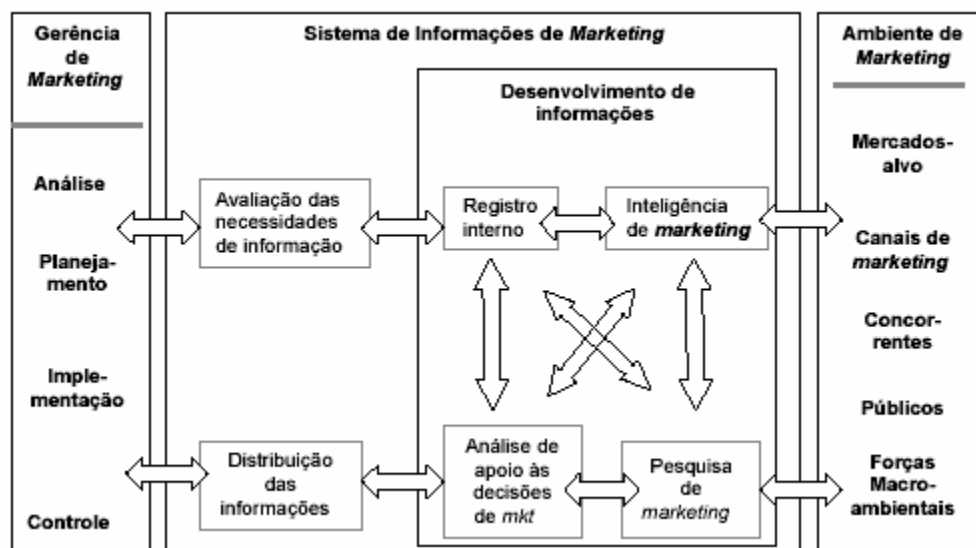 Gerência
de
Marketing
Análise
Planeja-
mento
Imple-
mentação
Controle
Sistema de Informações de Marketing
Desenvolvimento de
informações
Avaliação das
necessidades
de informação
Registro
interno
Inteligência
de marketing
Distribuição
das
informações
Análise de
apoio às
decisões
de mkt
Pesquisa
de
marketing
Ambiente de
Marketing
Mercados-
alvo
Canais de
marketing
Concor-
rentes
Públicos
Forças
Macro-
ambientais